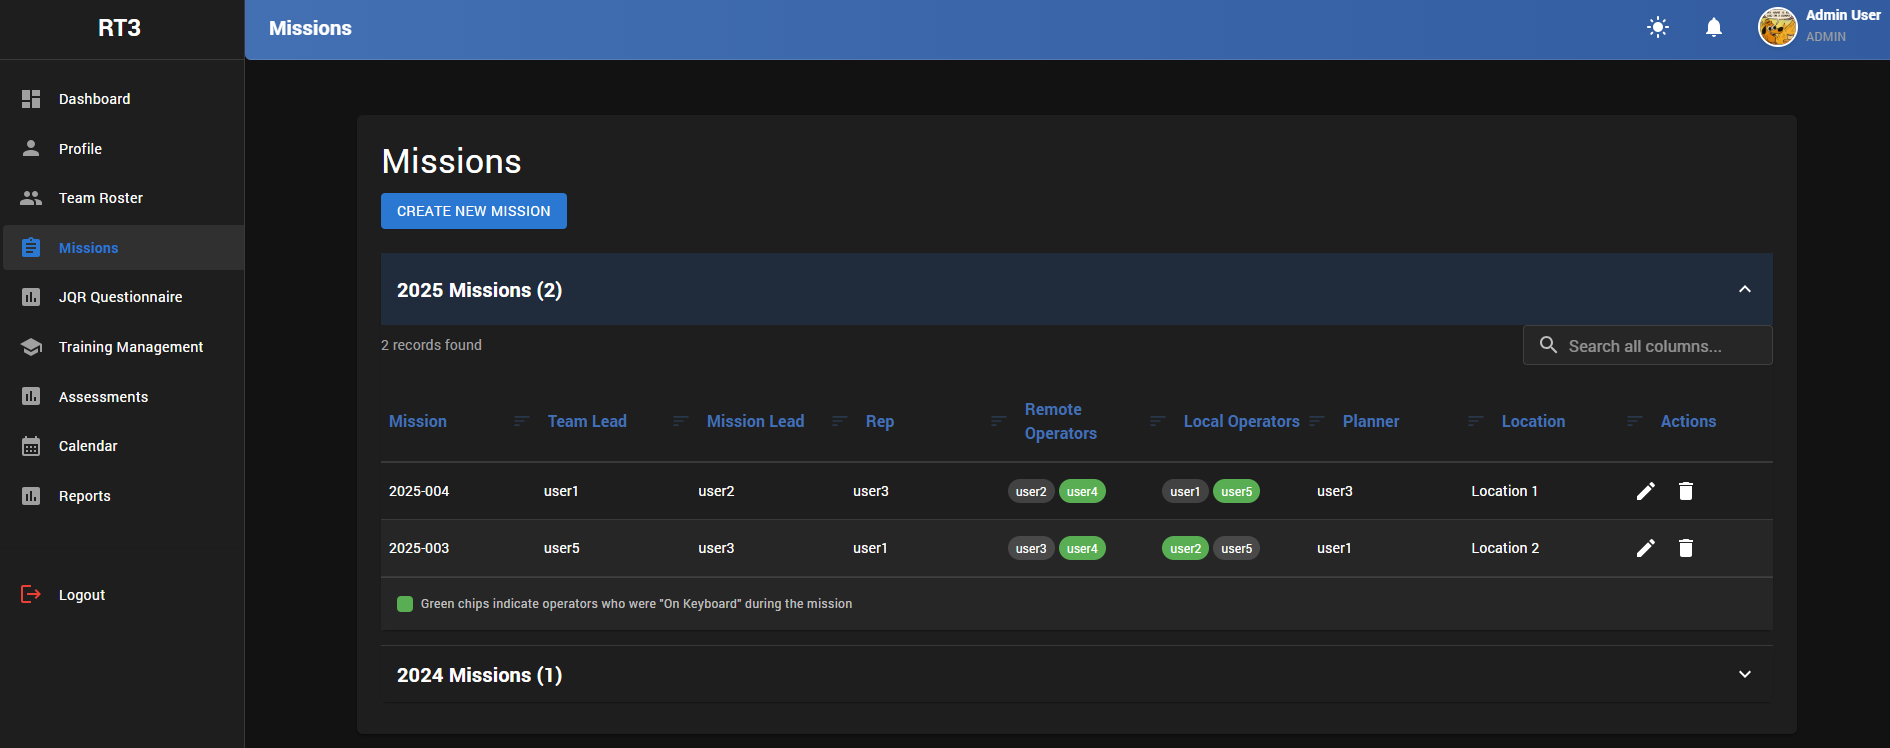 RT3
Missions
Admin User
ADMIN
Dashboard
Profile
Team Roster
Missions
JQR Questionnaire
Training Management
Assessments
Calendar
Reports
Logout
Missions
CREATE NEW MISSION
2025 Missions (2)
2 records found
Search all columns...
Mission Team Lead Mission Lead Rep Remote Operators Local Operators Planner Location Actions
2025-004 user1 user2 user3 user2 user4 user1 user5 user3 Location 1
2025-003 user5 user3 user1 user3 user4 user2 user5 user1 Location 2
Green chips indicate operators who were "On Keyboard" during the mission
2024 Missions (1)